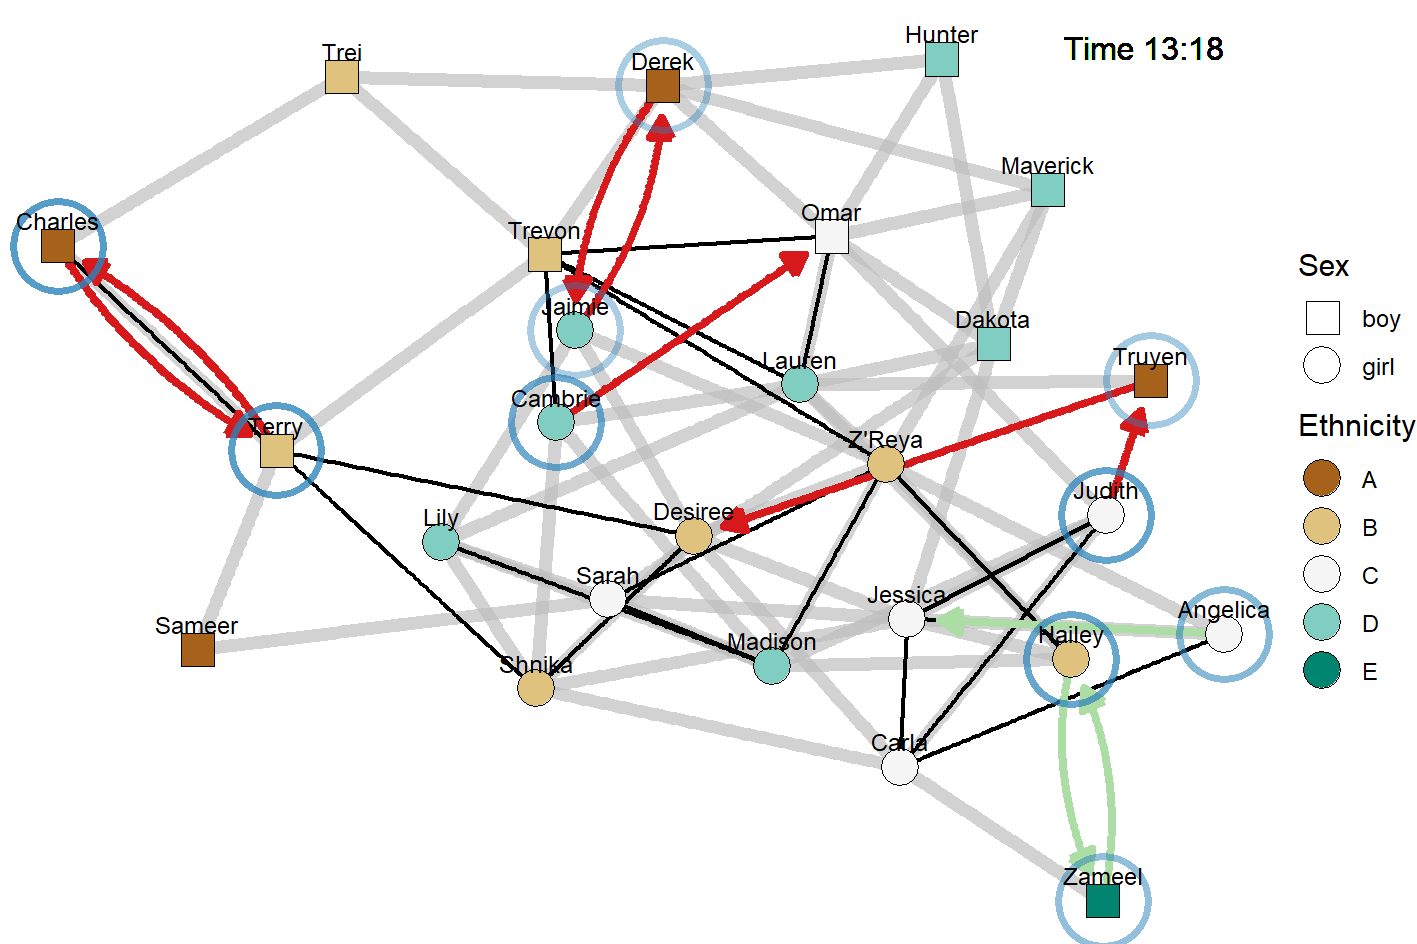 Hunter
Time 13:18
Trei
Derek
Maverick
Charles
Trevon
Omar
Sex
Jaimie
boy
Dakota
Lauren
Truyen
girl
Cambrie
Terry
Z'Reya
Ethnicity
A
Judith
Lily
Desiree
B
Sarah
C
Jessica
Angelica
Sameer
D
Madison
Hailey
Shnika
E
Carla
Zameel